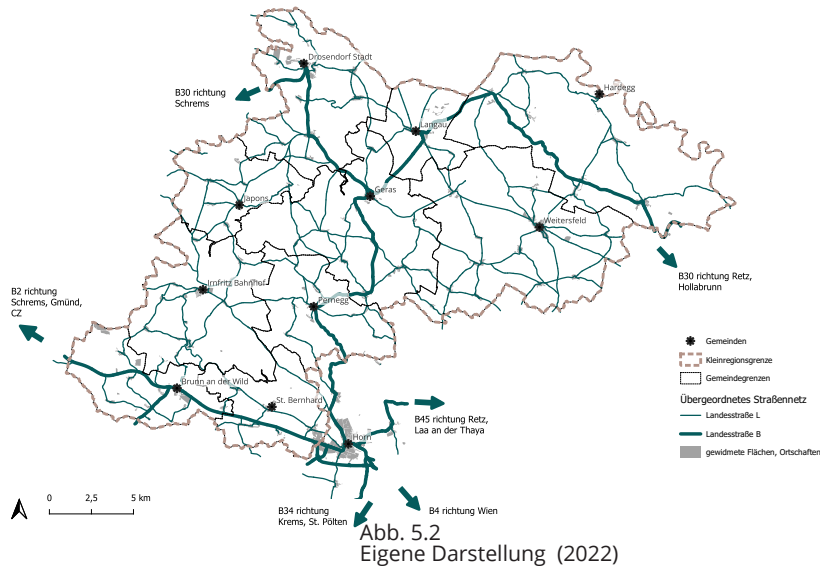 Drosendorf Stadt
B30 richtung
Schrems
Hardegg
Langau
Geras
Japons
Weitersfeld
B30 richtung Retz,
Hollabrunn
B2 richtung
Schrems, Gmünd,
CZ
Irnfritz Bahnhof
Pernegg
Brunn an der Wild
St. Bernhard
Horn
B45 richtung Retz,
Laa an der Thaya
B34 richtung
Krems, St. Pölten
B4 richtung Wien
Gemeinden
Kleinregionsgrenze
Gemeindegrenzen
Übergeordnetes Straßennetz
Landesstraße L
Landesstraße B
gewidmete Flächen, Ortschaften
0 2,5 5 km
Abb. 5.2
Eigene Darstellung (2022)